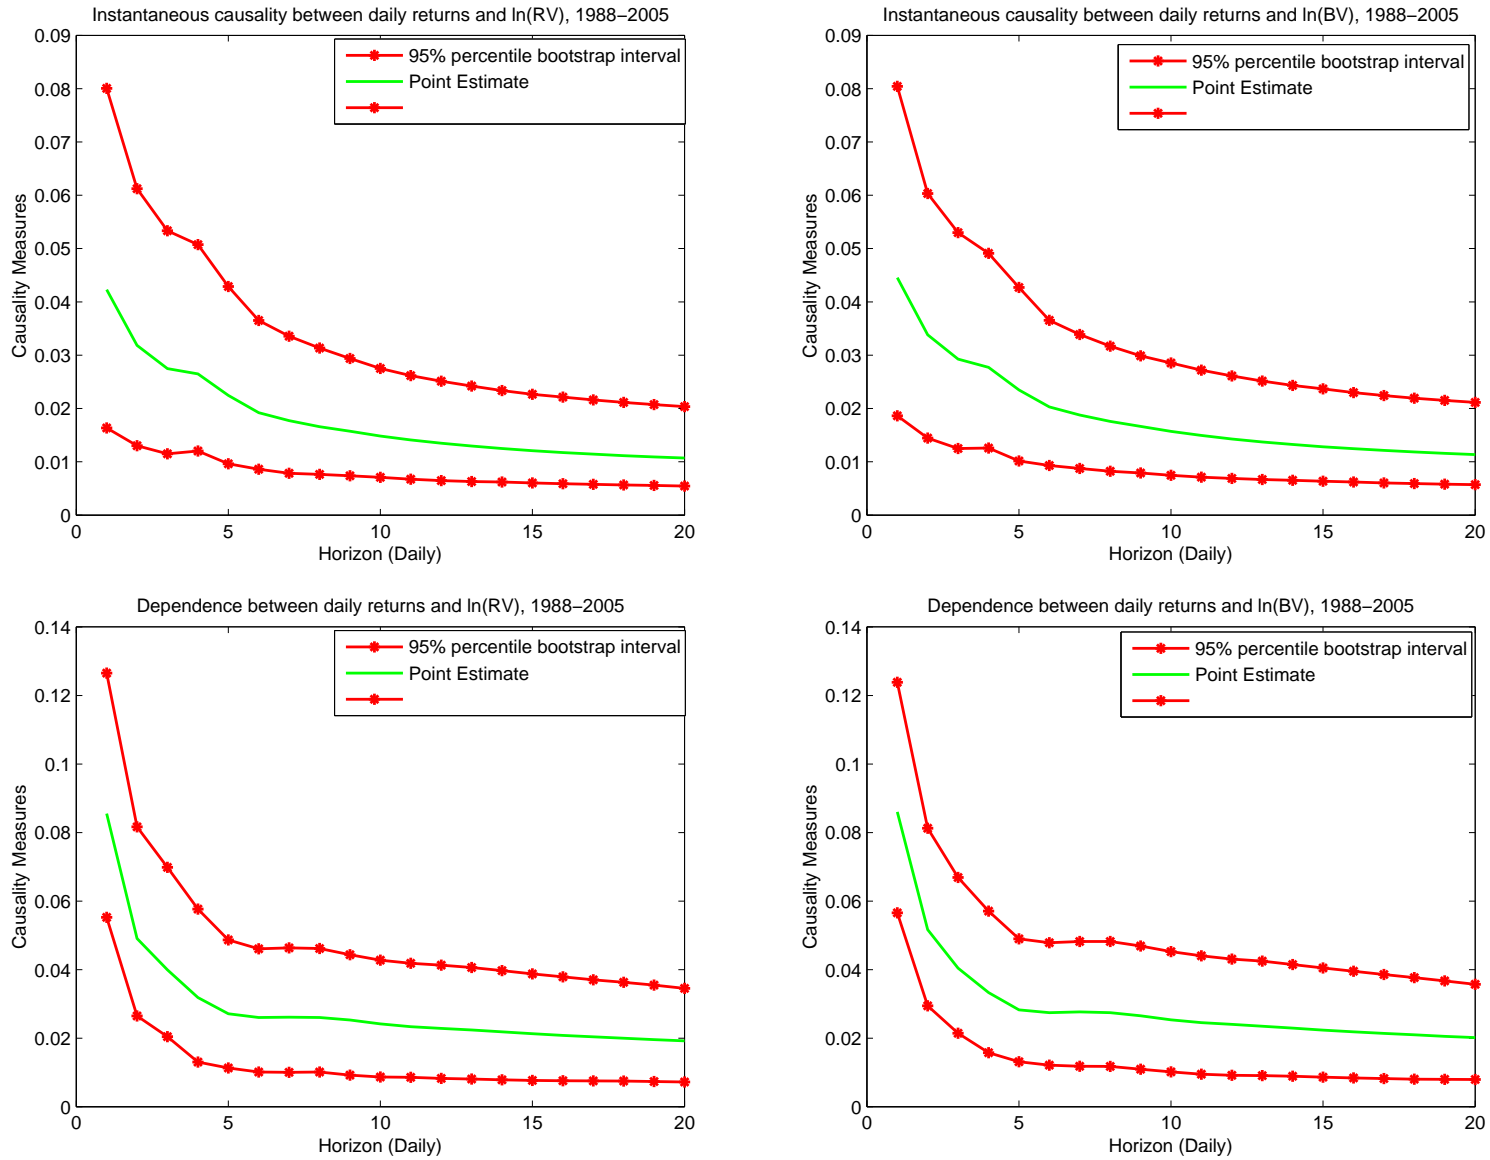 Instantaneous causality between daily returns and ln(RV), 1988−2005
0.09
0.08
0.07
0.06
0.05
0.04
0.03
0.02
0.01
0
Causality Measures
95% percentile bootstrap interval
Point Estimate
0 5 10 15 20
Horizon (Daily)
Instantaneous causality between daily returns and ln(BV), 1988−2005
0.09
0.08
0.07
0.06
0.05
0.04
0.03
0.02
0.01
0
Causality Measures
95% percentile bootstrap interval
Point Estimate
0 5 10 15 20
Horizon (Daily)
Dependence between daily returns and ln(RV), 1988−2005
0.14
0.12
0.1
0.08
0.06
0.04
0.02
0
Causality Measures
95% percentile bootstrap interval
Point Estimate
0 5 10 15 20
Horizon (Daily)
Dependence between daily returns and ln(BV), 1988−2005
0.14
0.12
0.1
0.08
0.06
0.04
0.02
0
Causality Measures
95% percentile bootstrap interval
Point Estimate
0 5 10 15 20
Horizon (Daily)